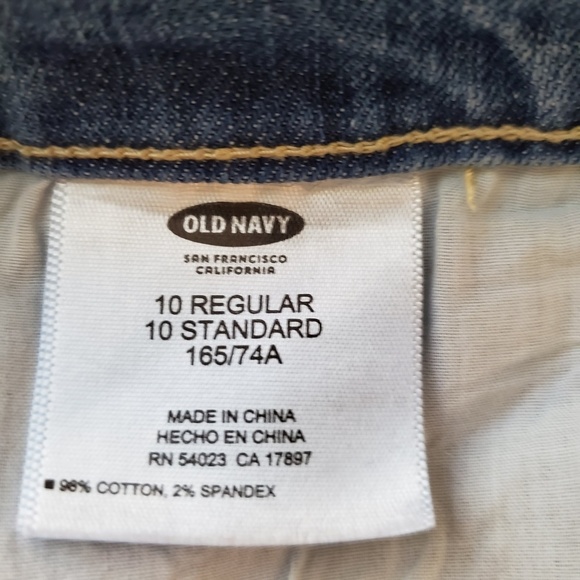 OLD NAVY
SAN FRANCISCO
CALIFORNIA
10 REGULAR
10 STANDARD
165/74A
MADE IN CHINA
HECHO EN CHINA
RN 54023 CA 17897
98% COTTON, 2% SPANDEX